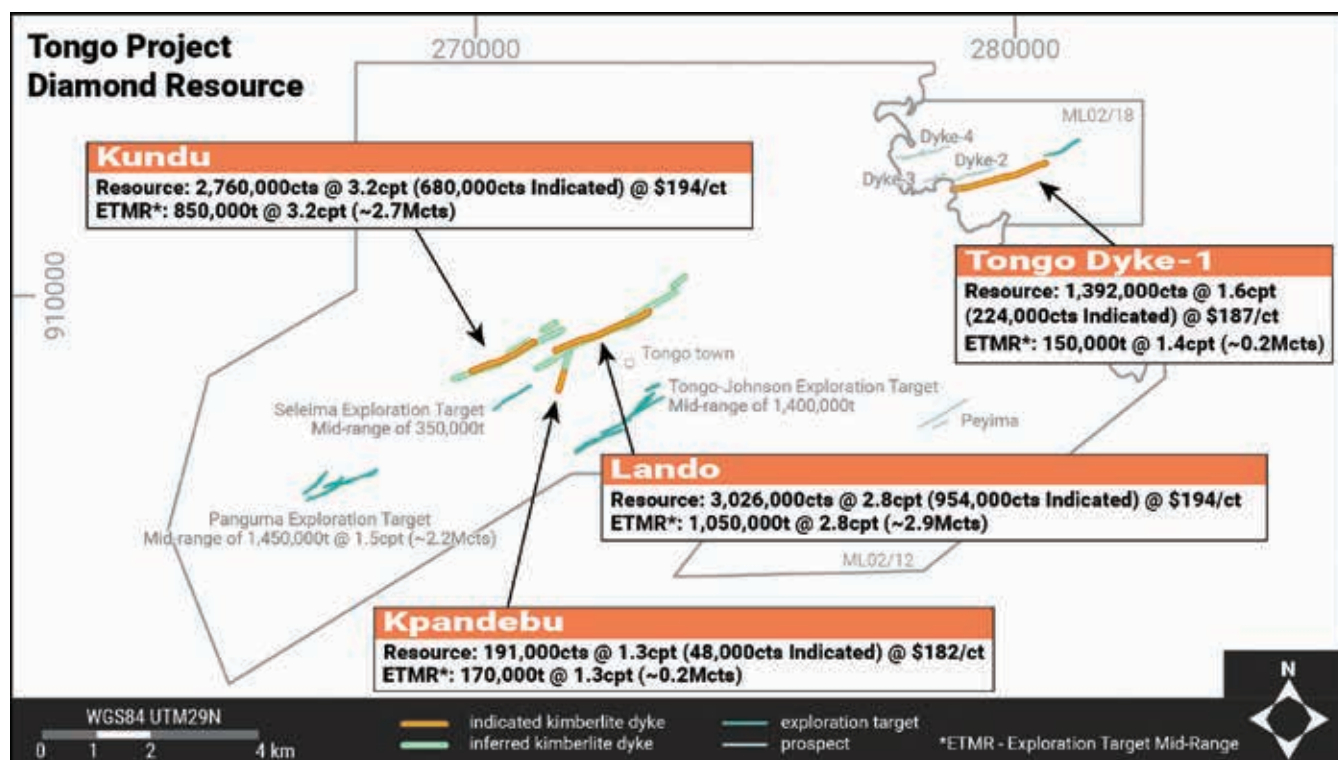 Tongo Project
Diamond Resource
270000
280000
910000
ML02/18
Dyke-4
Dyke-2
Dyke-3
Kundu
Resource: 2,760,000cts @ 3.2cpt (680,000cts Indicated) @ $194/ct
ETMR*: 850,000t @ 3.2cpt (~2.7Mcts)
Tongo Dyke-1
Resource: 1,392,000cts @ 1.6cpt
(224,000cts Indicated) @ $187/ct
ETMR*: 150,000t @ 1.4cpt (~0.2Mcts)
Tongo town
Tongo-Johnson Exploration Target
Mid-range of 1,400,000t
Seleima Exploration Target
Mid-range of 350,000t
Peyima
Lando
Resource: 3,026,000cts @ 2.8cpt (954,000cts Indicated) @ $194/ct
ETMR*: 1,050,000t @ 2.8cpt (~2.9Mcts)
Panguma Exploration Target
Mid-range of 1,450,000t @ 1.5cpt (~2.2Mcts)
ML02/12
Kpandebu
Resource: 191,000cts @ 1.3cpt (48,000cts Indicated) @ $182/ct
ETMR*: 170,000t @ 1.3cpt (~0.2Mcts)
WGS84 UTM29N
0 1 2 4 km
indicated kimberlite dyke
inferred kimberlite dyke
exploration target
prospect
*ETMR - Exploration Target Mid-Range
N